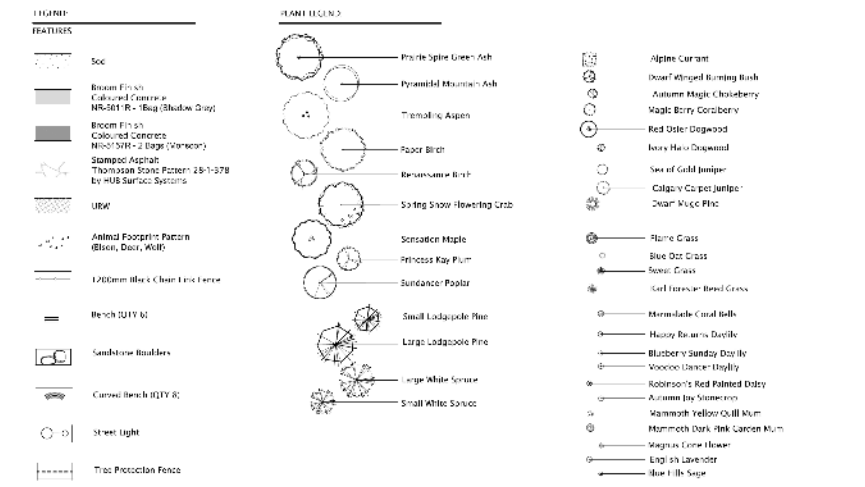 LEGEND:
FEATURES
Sod
Broom Finish
Coloured Concrete
NR-5011R - 1Bag (Shadow Grey)
Broom Finish
Coloured Concrete
- 2 Bags (Monsoon)
Stamped Asphalt
Thompson Stone Pattern 28-1-378
by HUB Surface Systems
URW
Animal Footprint Pattern
(Bison, Deer, Wolf)
1200mm Black Chain Link Fence
Bench (QTY 6)
Sandstone Boulders
Curved Bench (QTY 8)
Street Light
Tree Protection Fence
PLANT LEGEND:
Prairie Spire Green Ash
Pyramidal Mountain Ash
Trembling Aspen
Paper Birch
Renaissance Birch
Spring Snow Flowering Crab
Sensation Maple
Princess Kay Plum
Sundancer Poplar
Small Lodgepole Pine
Large Lodgepole Pine
Large White Spruce
Small White Spruce
Alpine Currant
Dwarf Winged Burning Bush
Autumn Magic Chokeberry
Magic Berry Coralberry
Red Osier Dogwood
Ivory Halo Dogwood
Sea of Gold Juniper
Calgary Carpet Juniper
Dwarf Mugo Pine
Flame Grass
Blue Oat Grass
Sweet Grass
Karl Forester Reed Grass
Marmalade Coral Bells
Happy Returns Daylily
Blueberry Sunday Daylily
Voodoo Dancer Daylily
Robinson's Red Painted Daisy
Autumn Joy Stonecrop
Mammoth Yellow Quill Mum
Mammoth Dark Pink Garden Mum
Magnus Cone Flower
English Lavender
Blue Hills Sage